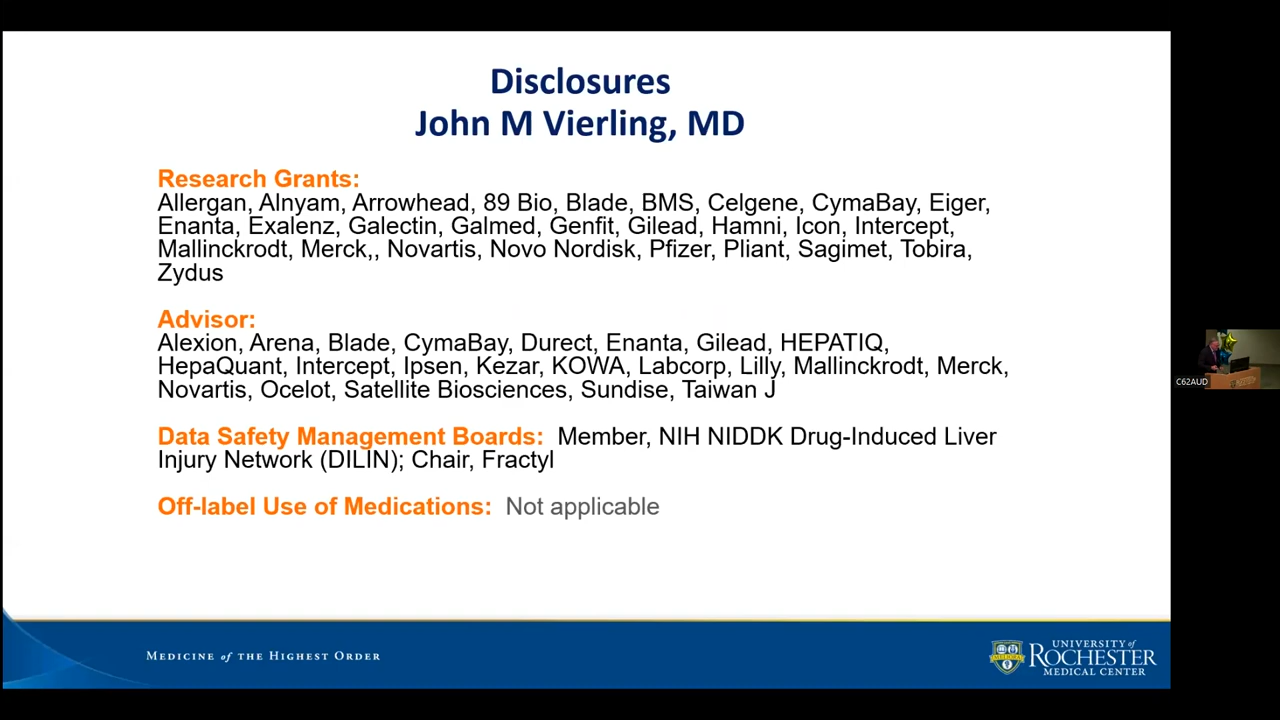 Disclosures
John M Vierling, MD
Research Grants:
Allergan, Alnyam, Arrowhead, 89 Bio, Blade, BMS, Celgene, CymaBay, Eiger,
Enanta, Exalenz, Galectin, Galmed, Genfit, Gilead, Hamni, Icon, Intercept,
Mallinckrodt, Merck,, Novartis, Novo Nordisk, Pfizer, Pliant, Sagimet, Tobira,
Zydus
Advisor:
Alexion, Arena, Blade, CymaBay, Durect, Enanta, Gilead, HEPATIQ,
HepaQuant, Intercept, Ipsen, Kezar, KOWA, Labcorp, Lilly, Mallinckrodt, Merck,
Novartis, Ocelot, Satellite Biosciences, Sundise, Taiwan J
Data Safety Management Boards: Member, NIH NIDDK Drug-Induced Liver
Injury Network (DILIN); Chair, Fractyl
Off-label Use of Medications: Not applicable
C62AUD
MEDICINE of THE HIGHEST ORDER
MELIORA
UNIVERSITY of
ROCHESTER
MEDICAL CENTER